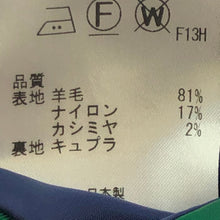 F W
F13H
品質
表地 羊毛 81%
ナイロン 17%
カシミヤ 2%
裏地 キュプラ
日本製